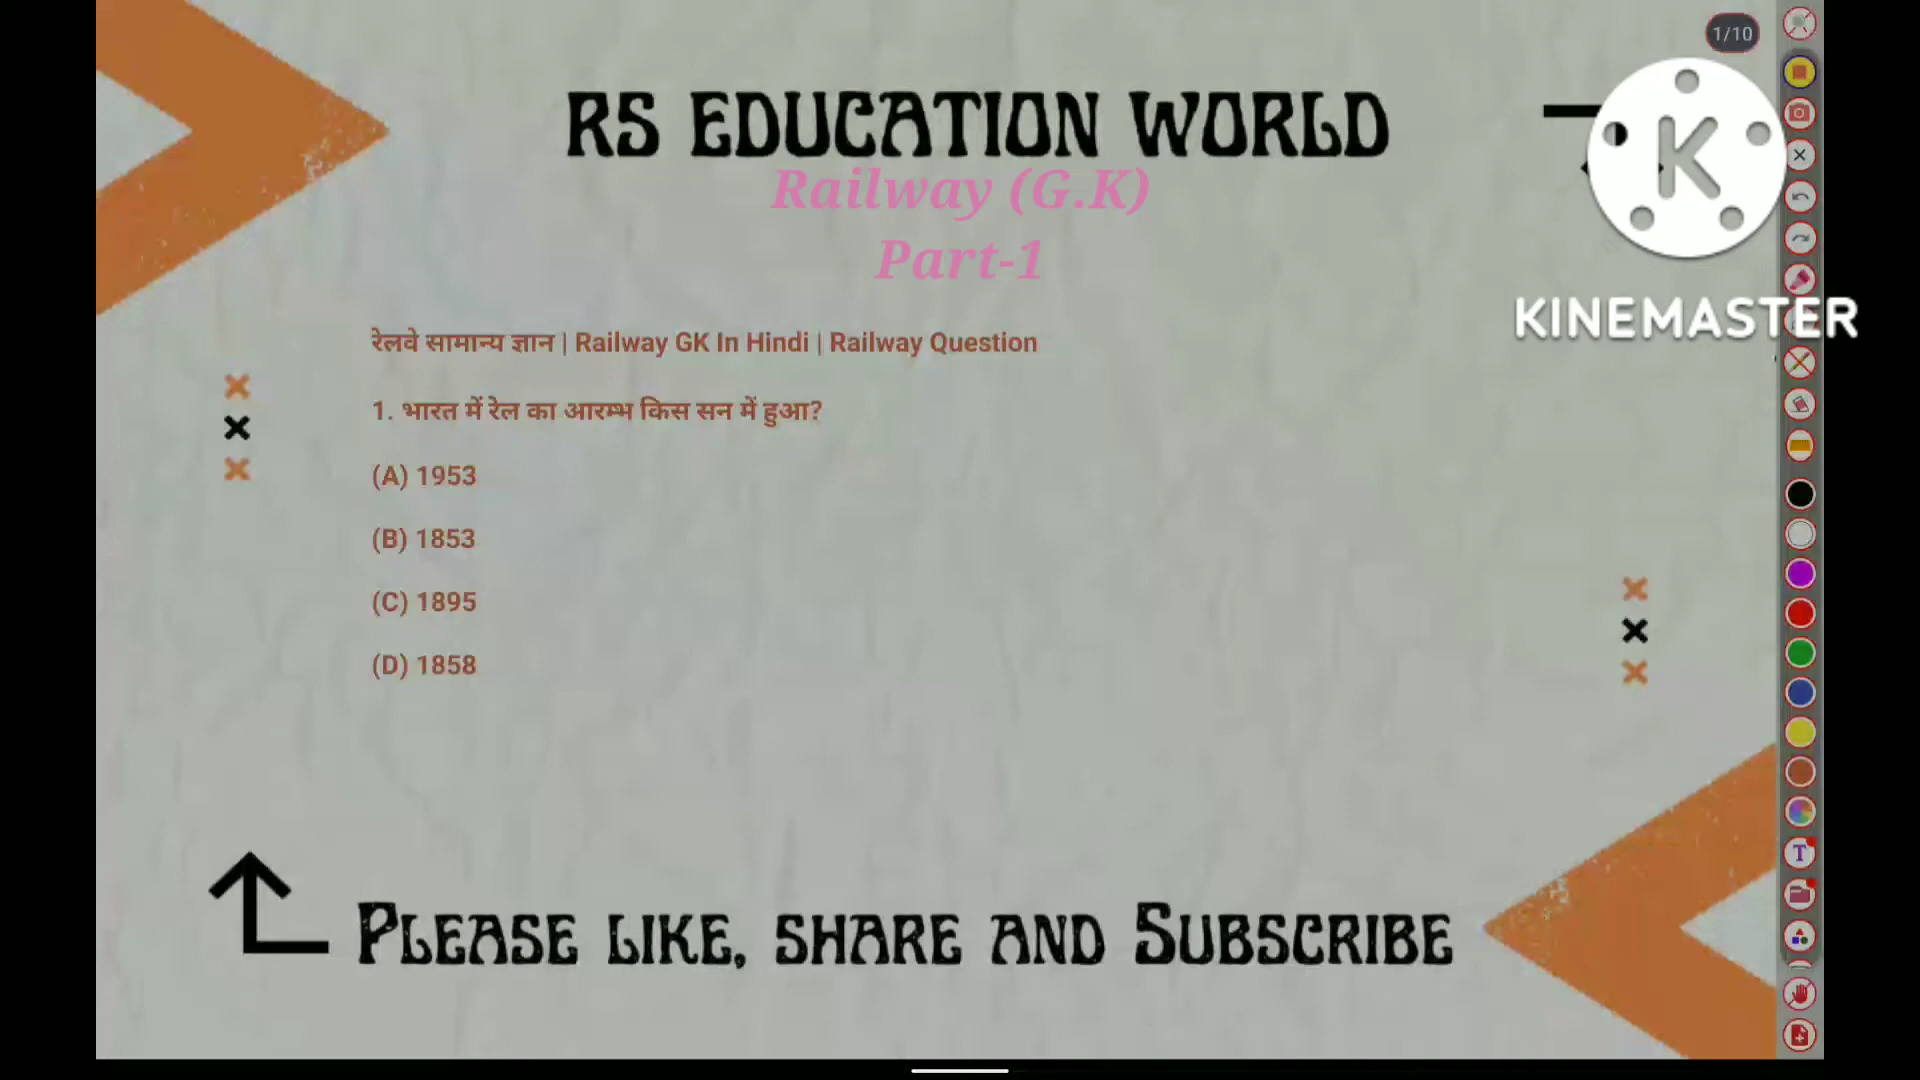 1/10
RS EDUCATION WORLD
Railway (G.K)
Part-1
K
KINEMASTER
रेलवे सामान्य ज्ञान | Railway GK In Hindi | Railway Question
1. भारत में रेल का आरम्भ किस सन में हुआ?
(A) 1953
(B) 1853
(C) 1895
(D) 1858
T
PLEASE LIKE, SHARE AND SUBSCRIBE